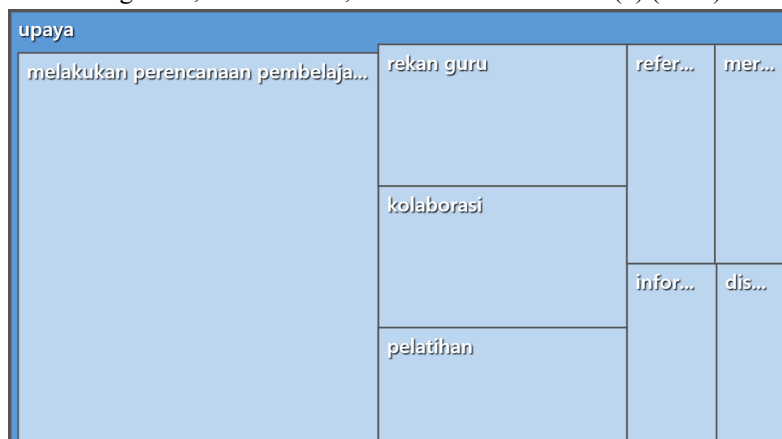 upaya
melakukan perencanaan pembelaja...
rekan guru
refer...
mer...
kolaborasi
infor...
dis...
pelatihan